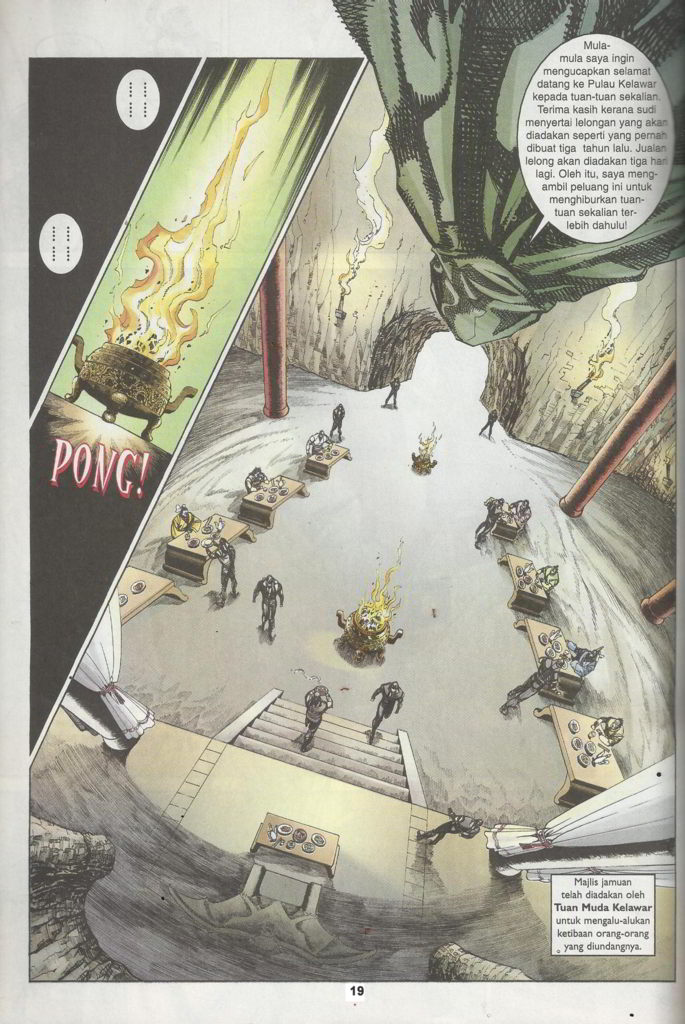 Mula-
mula saya ingin
mengucapkan selamat
datang ke Pulau Kelawar
kepada tuan-tuan sekalian.
Terima kasih kerana sudi
menyertai lelongan yang akan
diadakan seperti yang pernah
dibuat tiga tahun lalu. Jualan
lelong akan diadakan tiga hari
lagi. Oleh itu, saya meng-
ambil peluang ini untuk
menghiburkan tuan-
tuan sekalian ter-
lebih dahulu!
PONG!
Majlis jamuan
telah diadakan oleh
Tuan Muda Kelawar
untuk mengalu-alukan
ketibaan orang-orang
yang diundangnya.
19